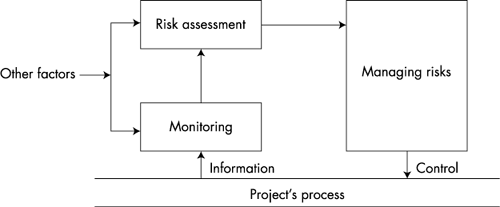 Risk assessment
Other factors
Managing risks
Monitoring
Information
Control
Project's process